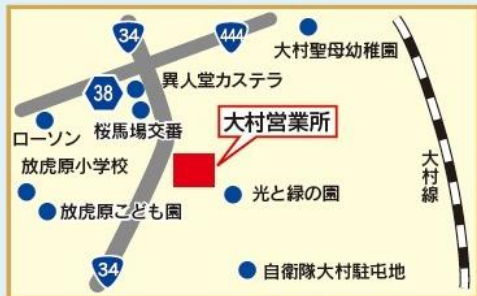 34
444
大村聖母幼稚園
38
異人堂カステラ
ローソン
桜馬場交番
大村営業所
放虎原小学校
光と緑の園
大村線
放虎原こども園
34
自衛隊大村駐屯地